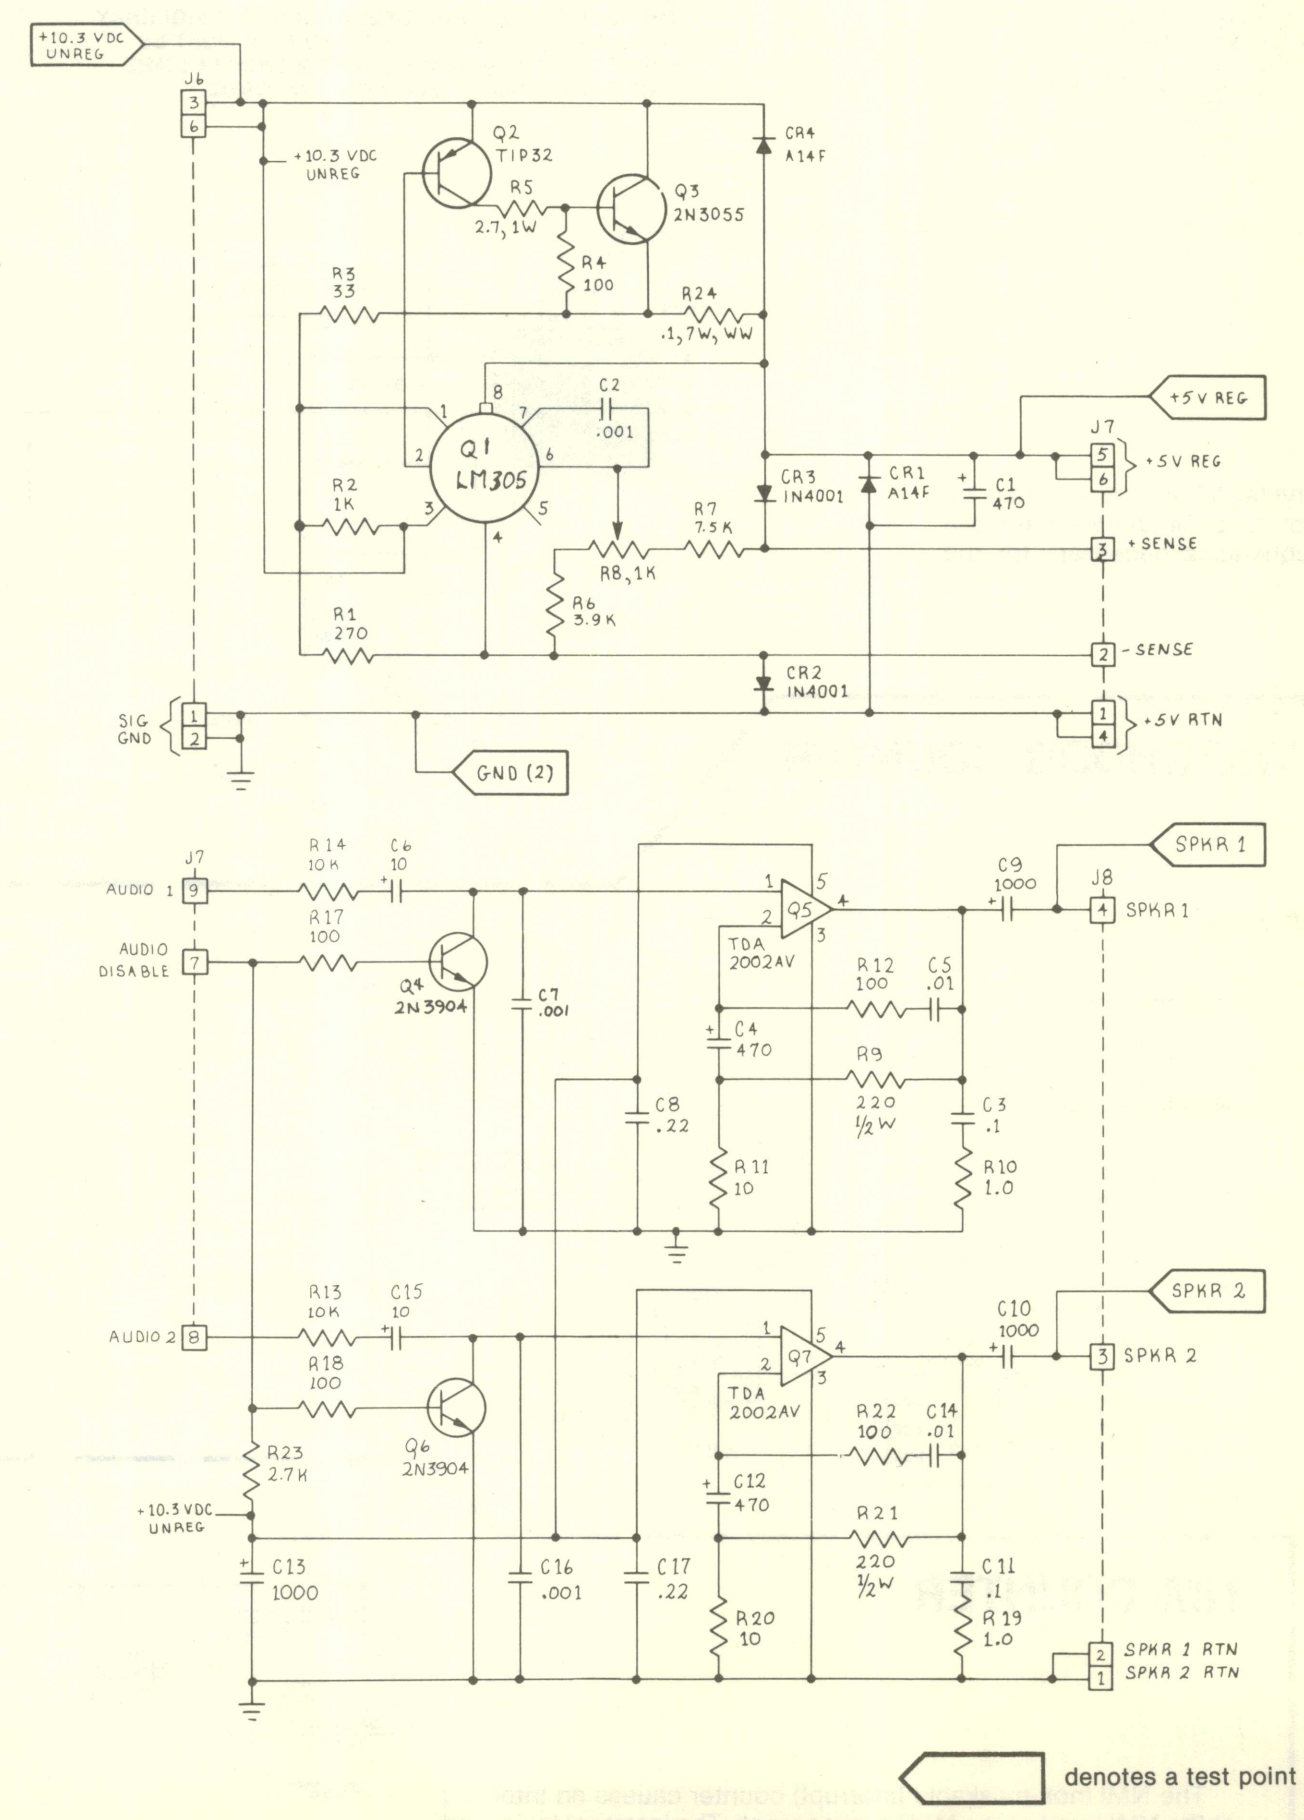 +10.3 VDC
UNREG
J6
3
6
+10.3 VDC
UNREG
Q2
TIP32
R5
2.7, 1W
Q3
2N3055
CR4
A14F
R3
33
R4
100
R24
.1, 7W, WW
8
C2
.001
1
7
2
Q1
LM305
6
3
5
4
R2
1K
R7
7.5K
R8, 1K
CR3
IN4001
CR1
A14F
C1
470
+
+5V REG
J7
5
6
+5V REG
3
+ SENSE
R1
270
R6
3.9K
2
- SENSE
CR2
IN4001
SIG
GND
1
2
1
4
+5V RTN
GND (2)
J7
AUDIO 1
9
R14
10K
C6
10
+
AUDIO
DISABLE
7
R17
100
Q4
2N3904
C7
.001
1
2
5
Q5
4
3
TDA
2002AV
C9
1000
+
SPKR 1
J8
4
SPKR1
R12
100
C5
.01
+
C4
470
R9
220
1/2 W
C8
.22
C3
.1
R11
10
R10
1.0
AUDIO 2
8
R13
10K
C15
10
+
R18
100
Q6
2N3904
1
2
5
Q7
4
3
TDA
2002AV
C10
1000
+
SPKR 2
3
SPKR 2
R22
100
C14
.01
R23
2.7K
+10.3 VDC
UNREG
+
C12
470
R21
220
1/2 W
+
C13
1000
C16
.001
C17
.22
C11
.1
R20
10
R19
1.0
2
SPKR 1 RTN
1
SPKR 2 RTN
denotes a test point